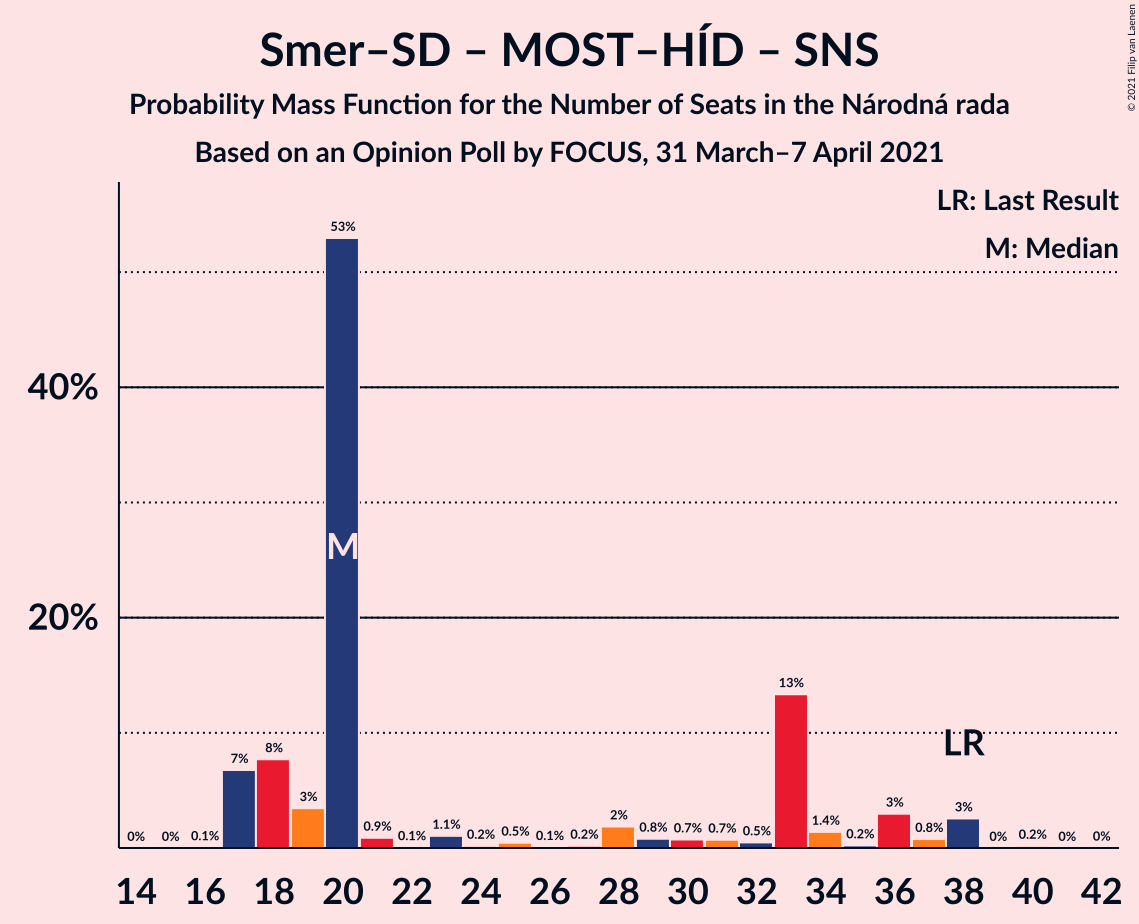 Smer–SD – MOST–HÍD – SNS
Probability Mass Function for the Number of Seats in the Národná rada
Based on an Opinion Poll by FOCUS, 31 March–7 April 2021
© 2021 Filip van Laenen
LR: Last Result
M: Median
40%
20%
0% 0% 0.1% 7% 8% 3% 53% 0.9% 0.1% 1.1% 0.2% 0.5% 0.1% 0.2% 2% 0.8% 0.7% 0.7% 0.5% 13% 1.4% 0.2% 3% 0.8% 3% 0% 0.2% 0% 0%
M
LR
14 16 18 20 22 24 26 28 30 32 34 36 38 40 42